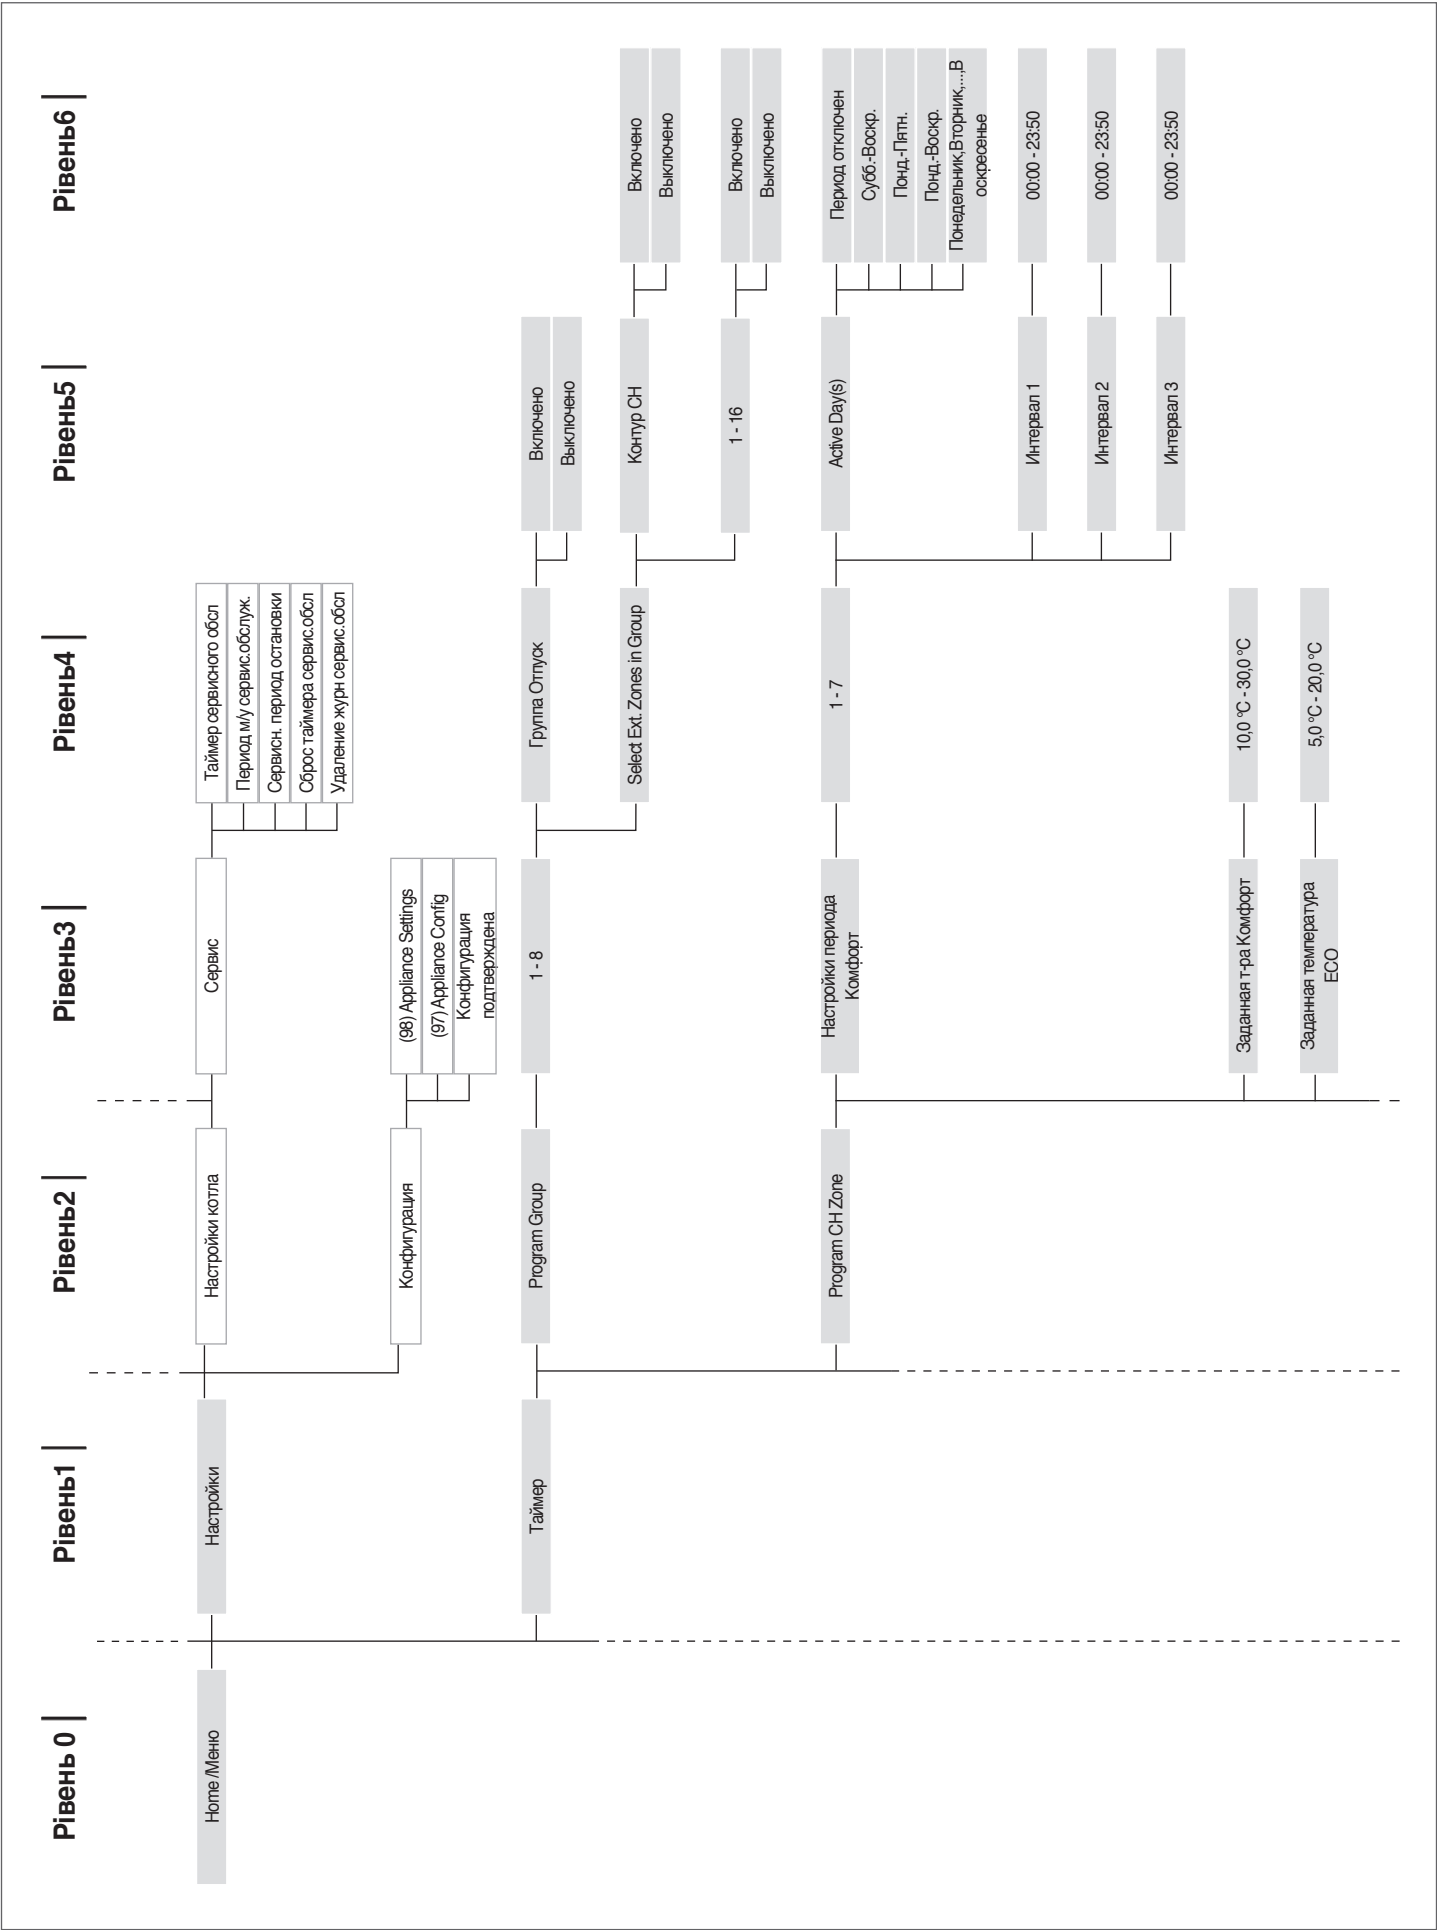 Рівень 0
Рівень1
Рівень2
Рівень3
Рівень4
Рівень5
Рівень6
Home /Меню
Настройки
Настройки котла
Сервис
Таймер сервисного обсл
Период м/у сервис.обслуж.
Сервисн. период остановки
Сброс таймера сервис.обсл
Удаление журн сервис.обсл
Конфигурация
(98) Appliance Settings
(97) Appliance Config
Конфигурация
подтверждена
Таймер
Program Group
1 - 8
Группа Отпуск
Включено
Выключено
Select Ext. Zones in Group
Контур CH
Включено
Выключено
1 - 16
Включено
Выключено
Program CH Zone
Настройки периода
Комфорт
1 - 7
Active Day(s)
Период отключен
Субб.-Воскр.
Понд.-Пятн.
Понд.-Воскр.
Понедельник,Вторник,...,В
оскресенье
Интервал 1
00:00 - 23:50
Интервал 2
00:00 - 23:50
Интервал 3
00:00 - 23:50
Заданная т-ра Комфорт
10,0 °C - 30,0 °C
Заданная температура
ECO
5,0 °C - 20,0 °C